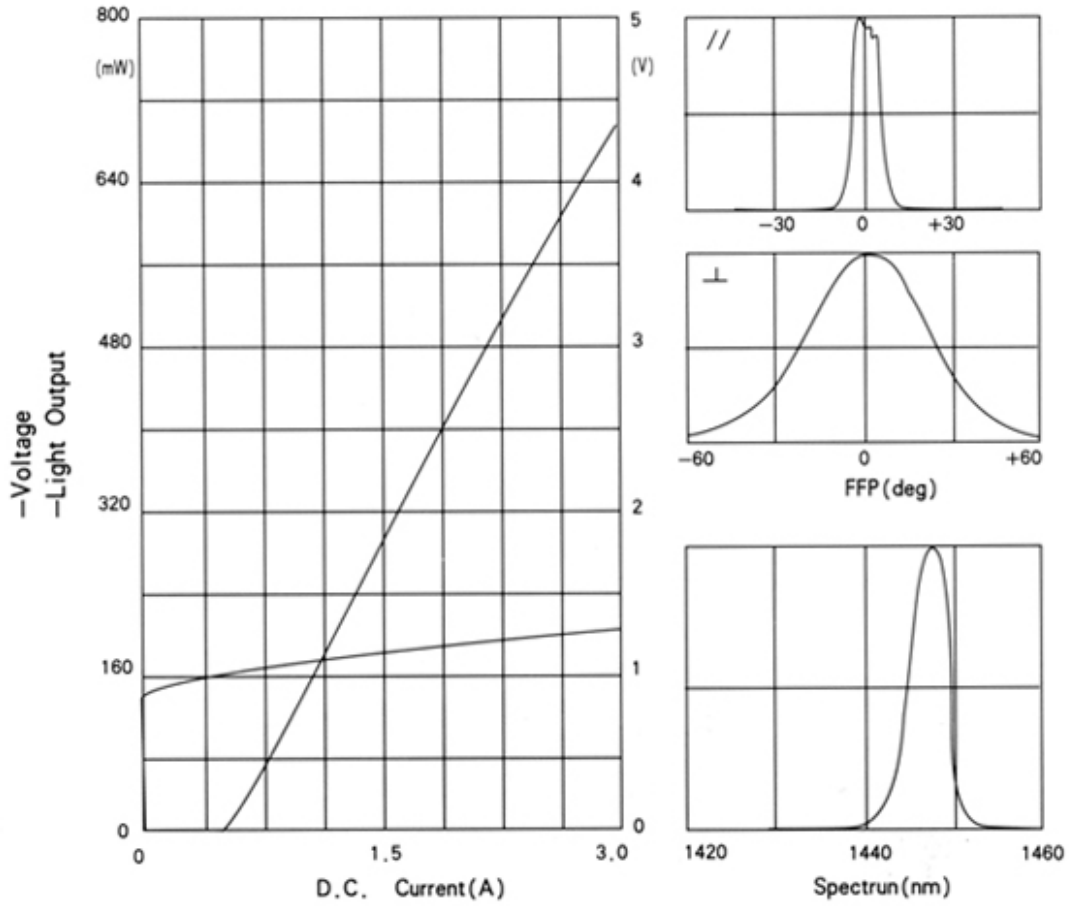 800
(mW)
640
480
320
160
0
5
(V)
4
3
2
1
0
—Voltage
—Light Output
0 1.5 3.0
D.C. Current(A)
//
−30 0 +30
⊥
−60 0 +60
FFP(deg)
1420 1440 1460
Spectrun(nm)